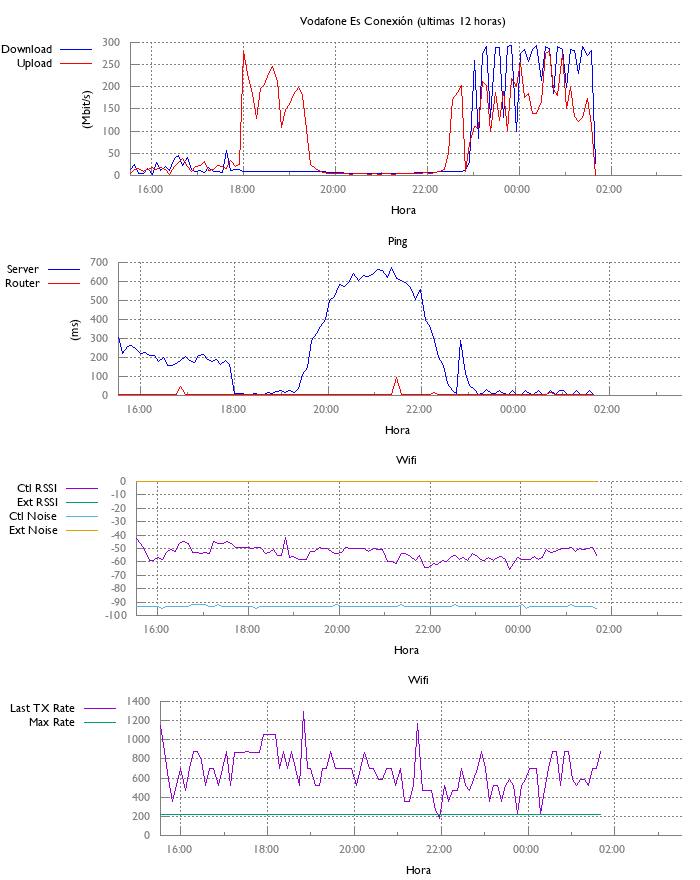 Vodafone Es Conexión (ultimas 12 horas)
Download
Upload
(Mbit/s)
300
250
200
150
100
50
0
16:00 18:00 20:00 22:00 00:00 02:00
Hora
Ping
Server
Router
(ms)
700
600
500
400
300
200
100
0
16:00 18:00 20:00 22:00 00:00 02:00
Hora
Wifi
Ctl RSSI
Ext RSSI
Ctl Noise
Ext Noise
0
-10
-20
-30
-40
-50
-60
-70
-80
-90
-100
16:00 18:00 20:00 22:00 00:00 02:00
Hora
Wifi
Last TX Rate
Max Rate
1400
1200
1000
800
600
400
200
0
16:00 18:00 20:00 22:00 00:00 02:00
Hora